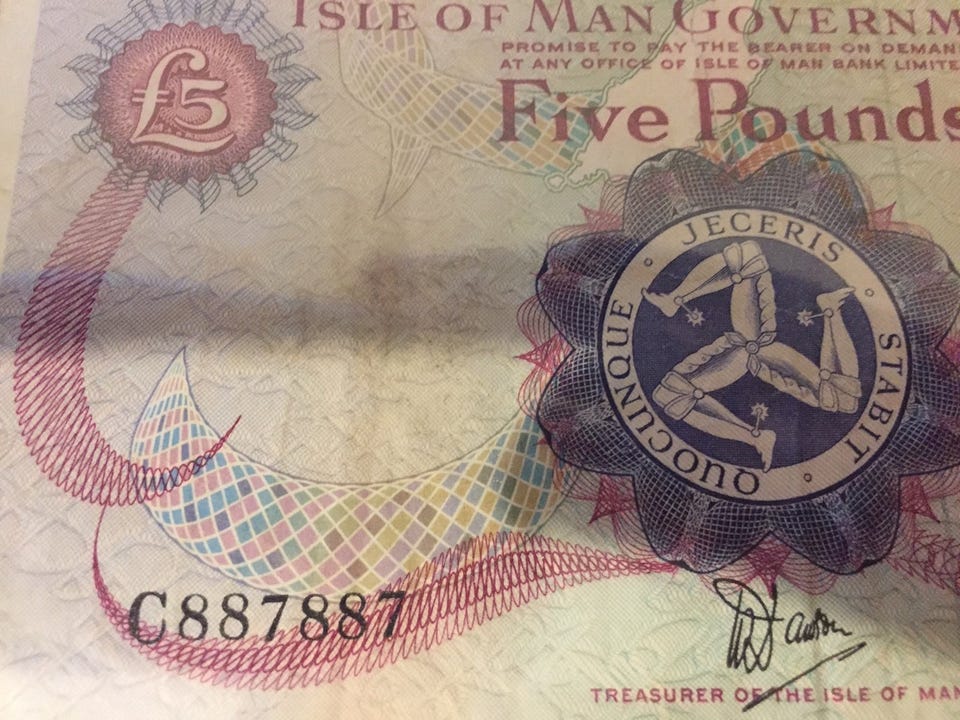 £5
ISLE OF MAN GOVERNM
PROMISE TO PAY THE BEARER ON DEMAN
AT ANY OFFICE OF ISLE OF MAN BANK LIMITE
Five Pounds
QUOCUNQUE JECERIS STABIT
C887887
TREASURER OF THE ISLE OF MAN